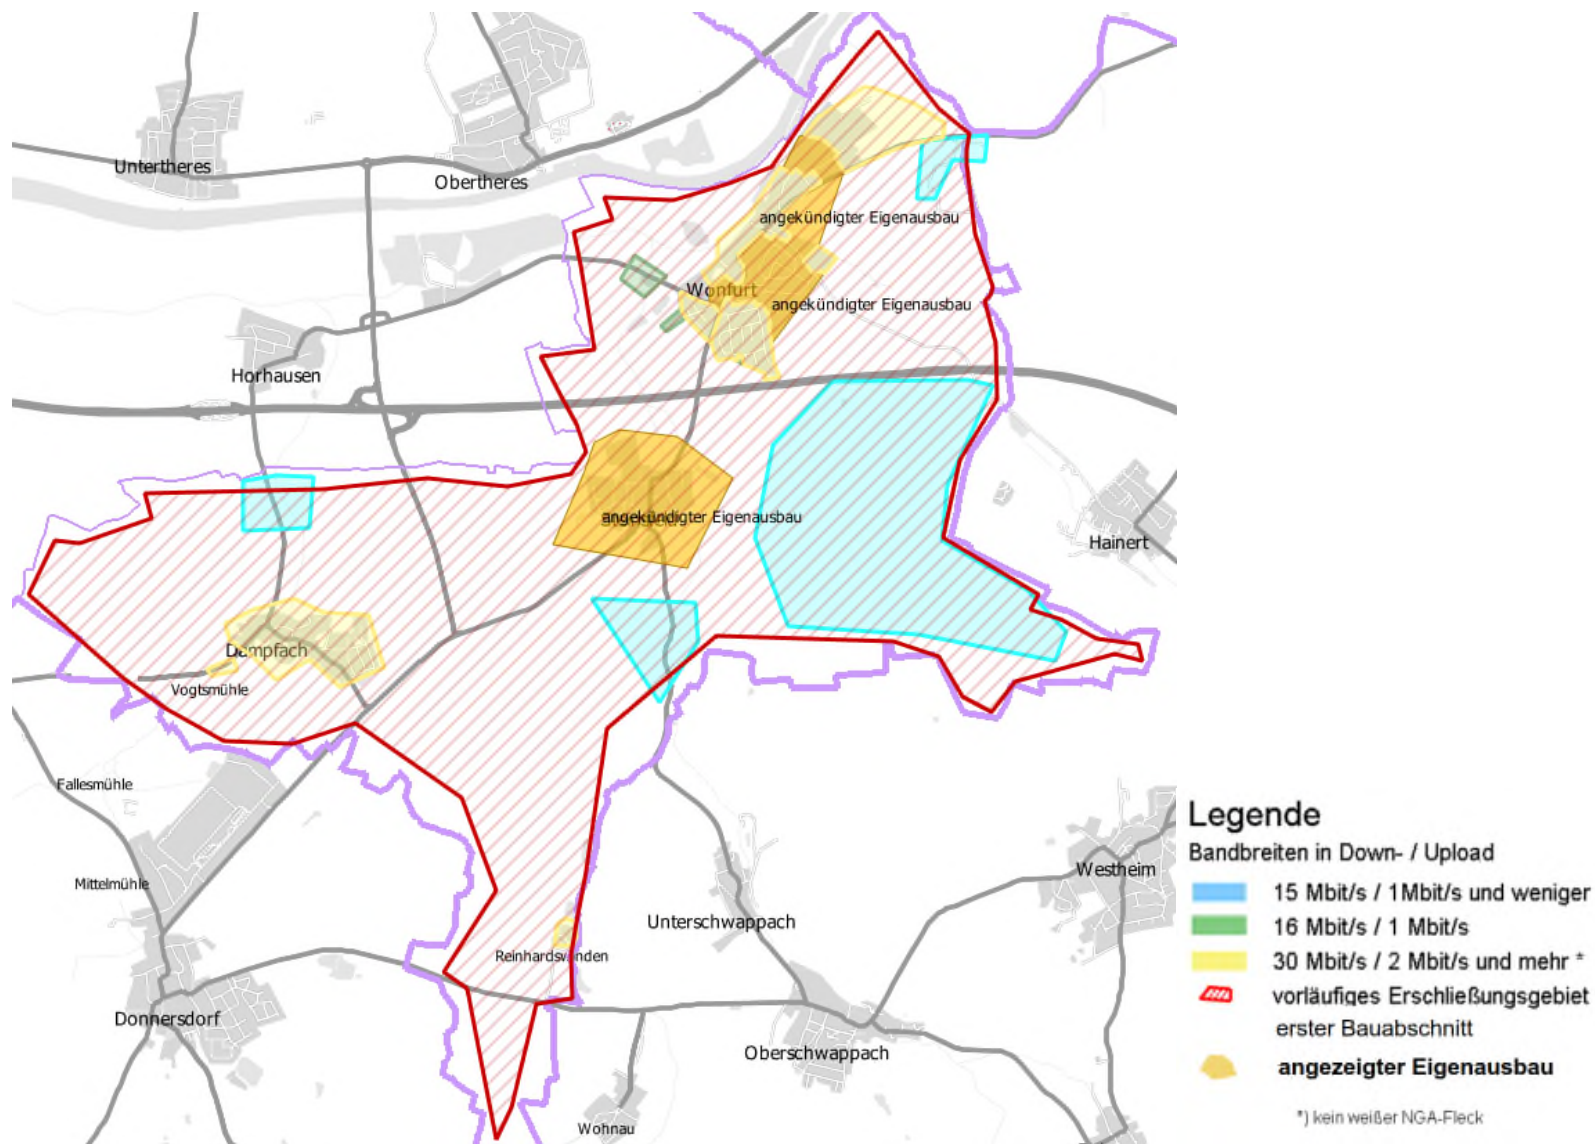 Untertheres
Obertheres
angekündigter Eigenausbau
Wonfurt
angekündigter Eigenausbau
Horhausen
angekündigter Eigenausbau
Hainert
Dampfach
Vogtsmühle
Fallesmühle
Mittelmühle
Westheim
Unterschwappach
Reinhardswinden
Donnersdorf
Oberschwappach
Wohnau
Legende
Bandbreiten in Down- / Upload
15 Mbit/s / 1Mbit/s und weniger
16 Mbit/s / 1 Mbit/s
30 Mbit/s / 2 Mbit/s und mehr *
vorläufiges Erschließungsgebiet
erster Bauabschnitt
angezeigter Eigenausbau
*) kein weißer NGA-Fleck